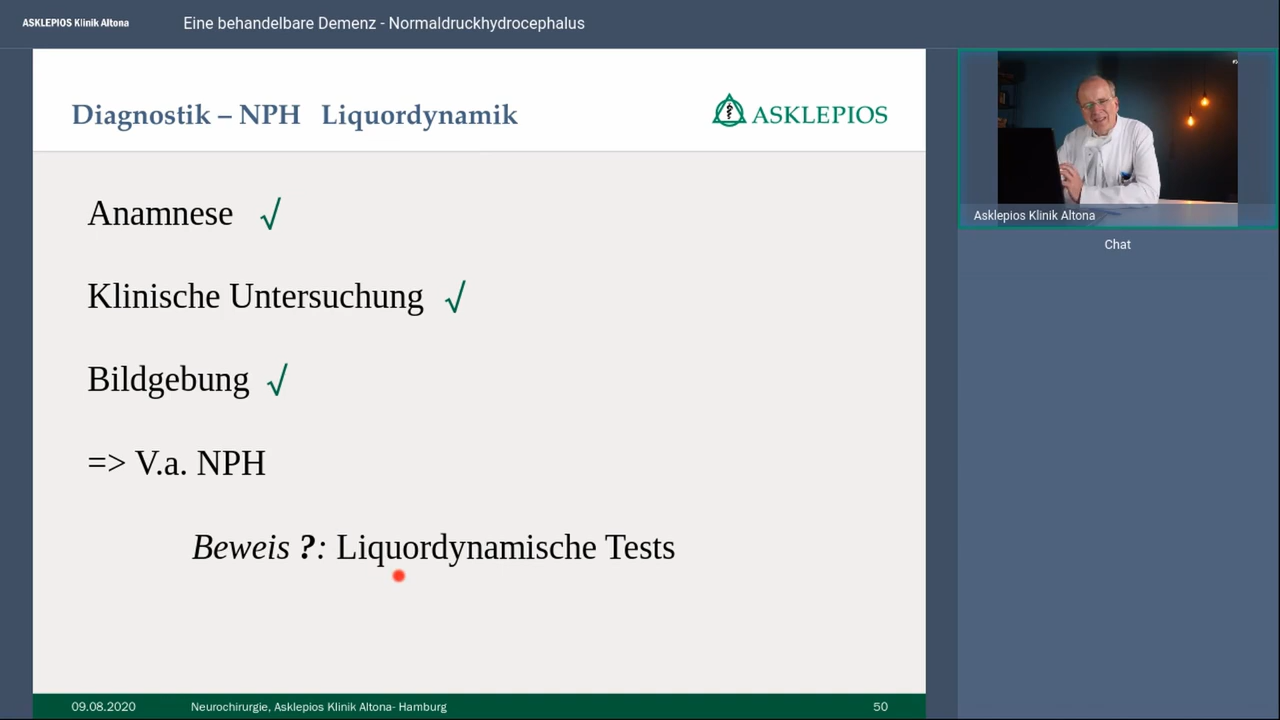 ASKLEPIOS Klinik Altona
Eine behandelbare Demenz - Normaldruckhydrocephalus
Diagnostik – NPH Liquordynamik
ASKLEPIOS
Anamnese √
Klinische Untersuchung √
Bildgebung √
=> V.a. NPH
Beweis ?: Liquordynamische Tests
09.08.2020 Neurochirurgie, Asklepios Klinik Altona- Hamburg 50
Asklepios Klinik Altona
Chat